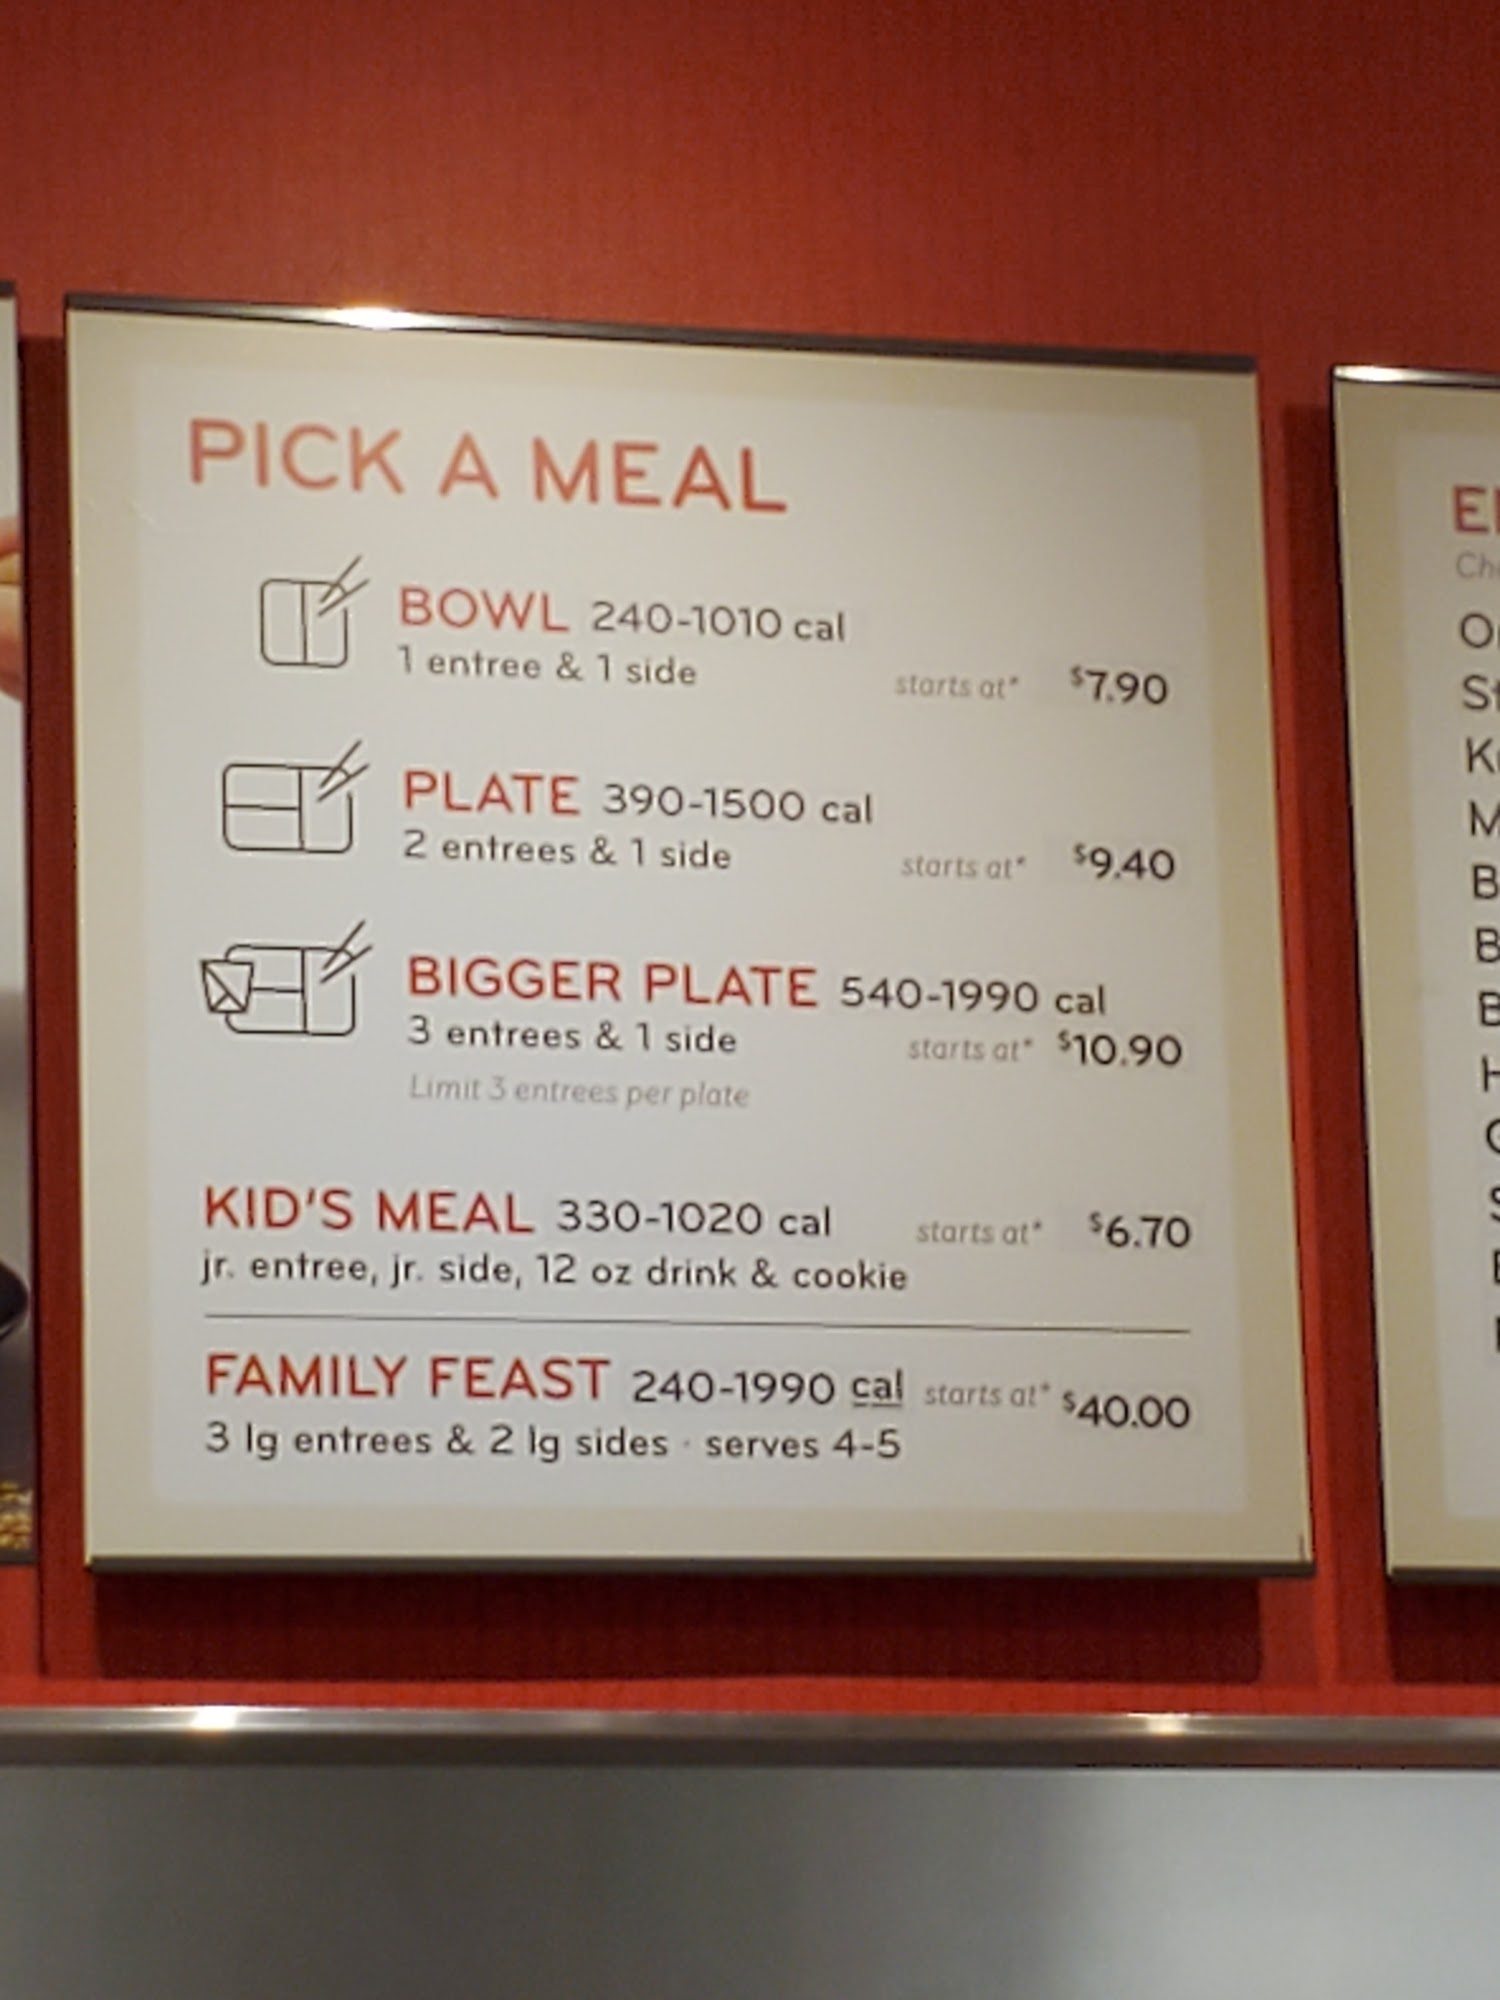 PICK A MEAL
BOWL 240-1010 cal
1 entree & 1 side starts at* $7.90
PLATE 390-1500 cal
2 entrees & 1 side starts at* $9.40
BIGGER PLATE 540-1990 cal
3 entrees & 1 side starts at* $10.90
Limit 3 entrees per plate
KID'S MEAL 330-1020 cal starts at* $6.70
jr. entree, jr. side, 12 oz drink & cookie
FAMILY FEAST 240-1990 cal starts at* $40.00
3 lg entrees & 2 lg sides · serves 4-5